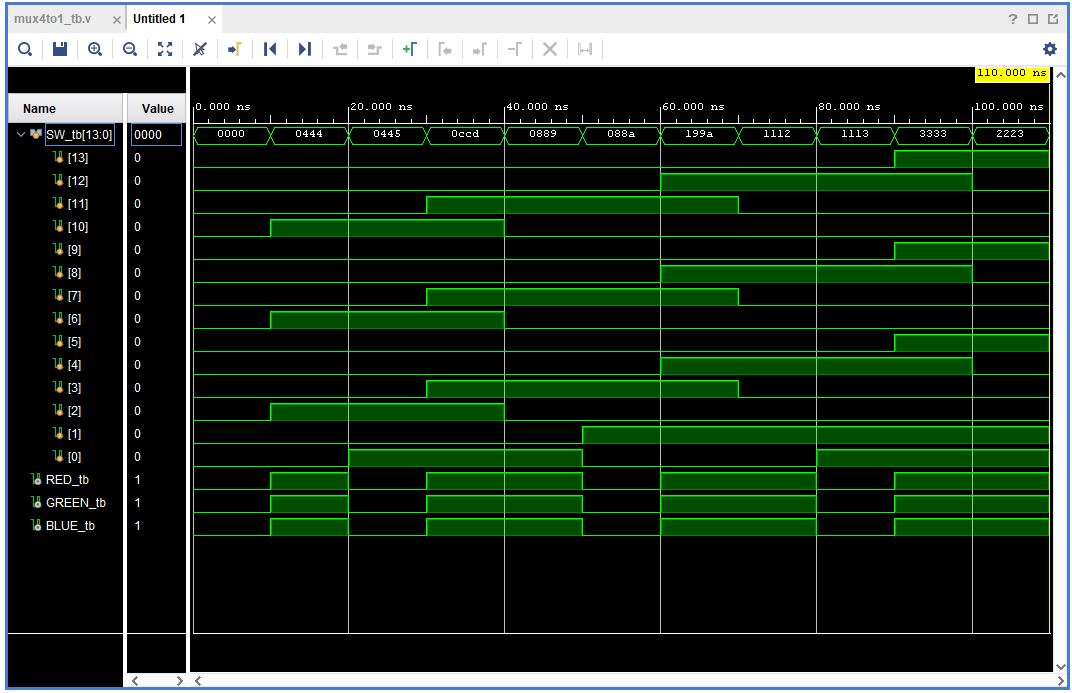 mux4to1_tb.v × Untitled 1 × ?
110.000 ns
Name Value
0.000 ns 20.000 ns 40.000 ns 60.000 ns 80.000 ns 100.000 ns
SW_tb[13:0] 0000 0000 0444 0445 0ccd 0889 088a 199a 1112 1113 3333 2223
[13] 0
[12] 0
[11] 0
[10] 0
[9] 0
[8] 0
[7] 0
[6] 0
[5] 0
[4] 0
[3] 0
[2] 0
[1] 0
[0] 0
RED_tb 1
GREEN_tb 1
BLUE_tb 1